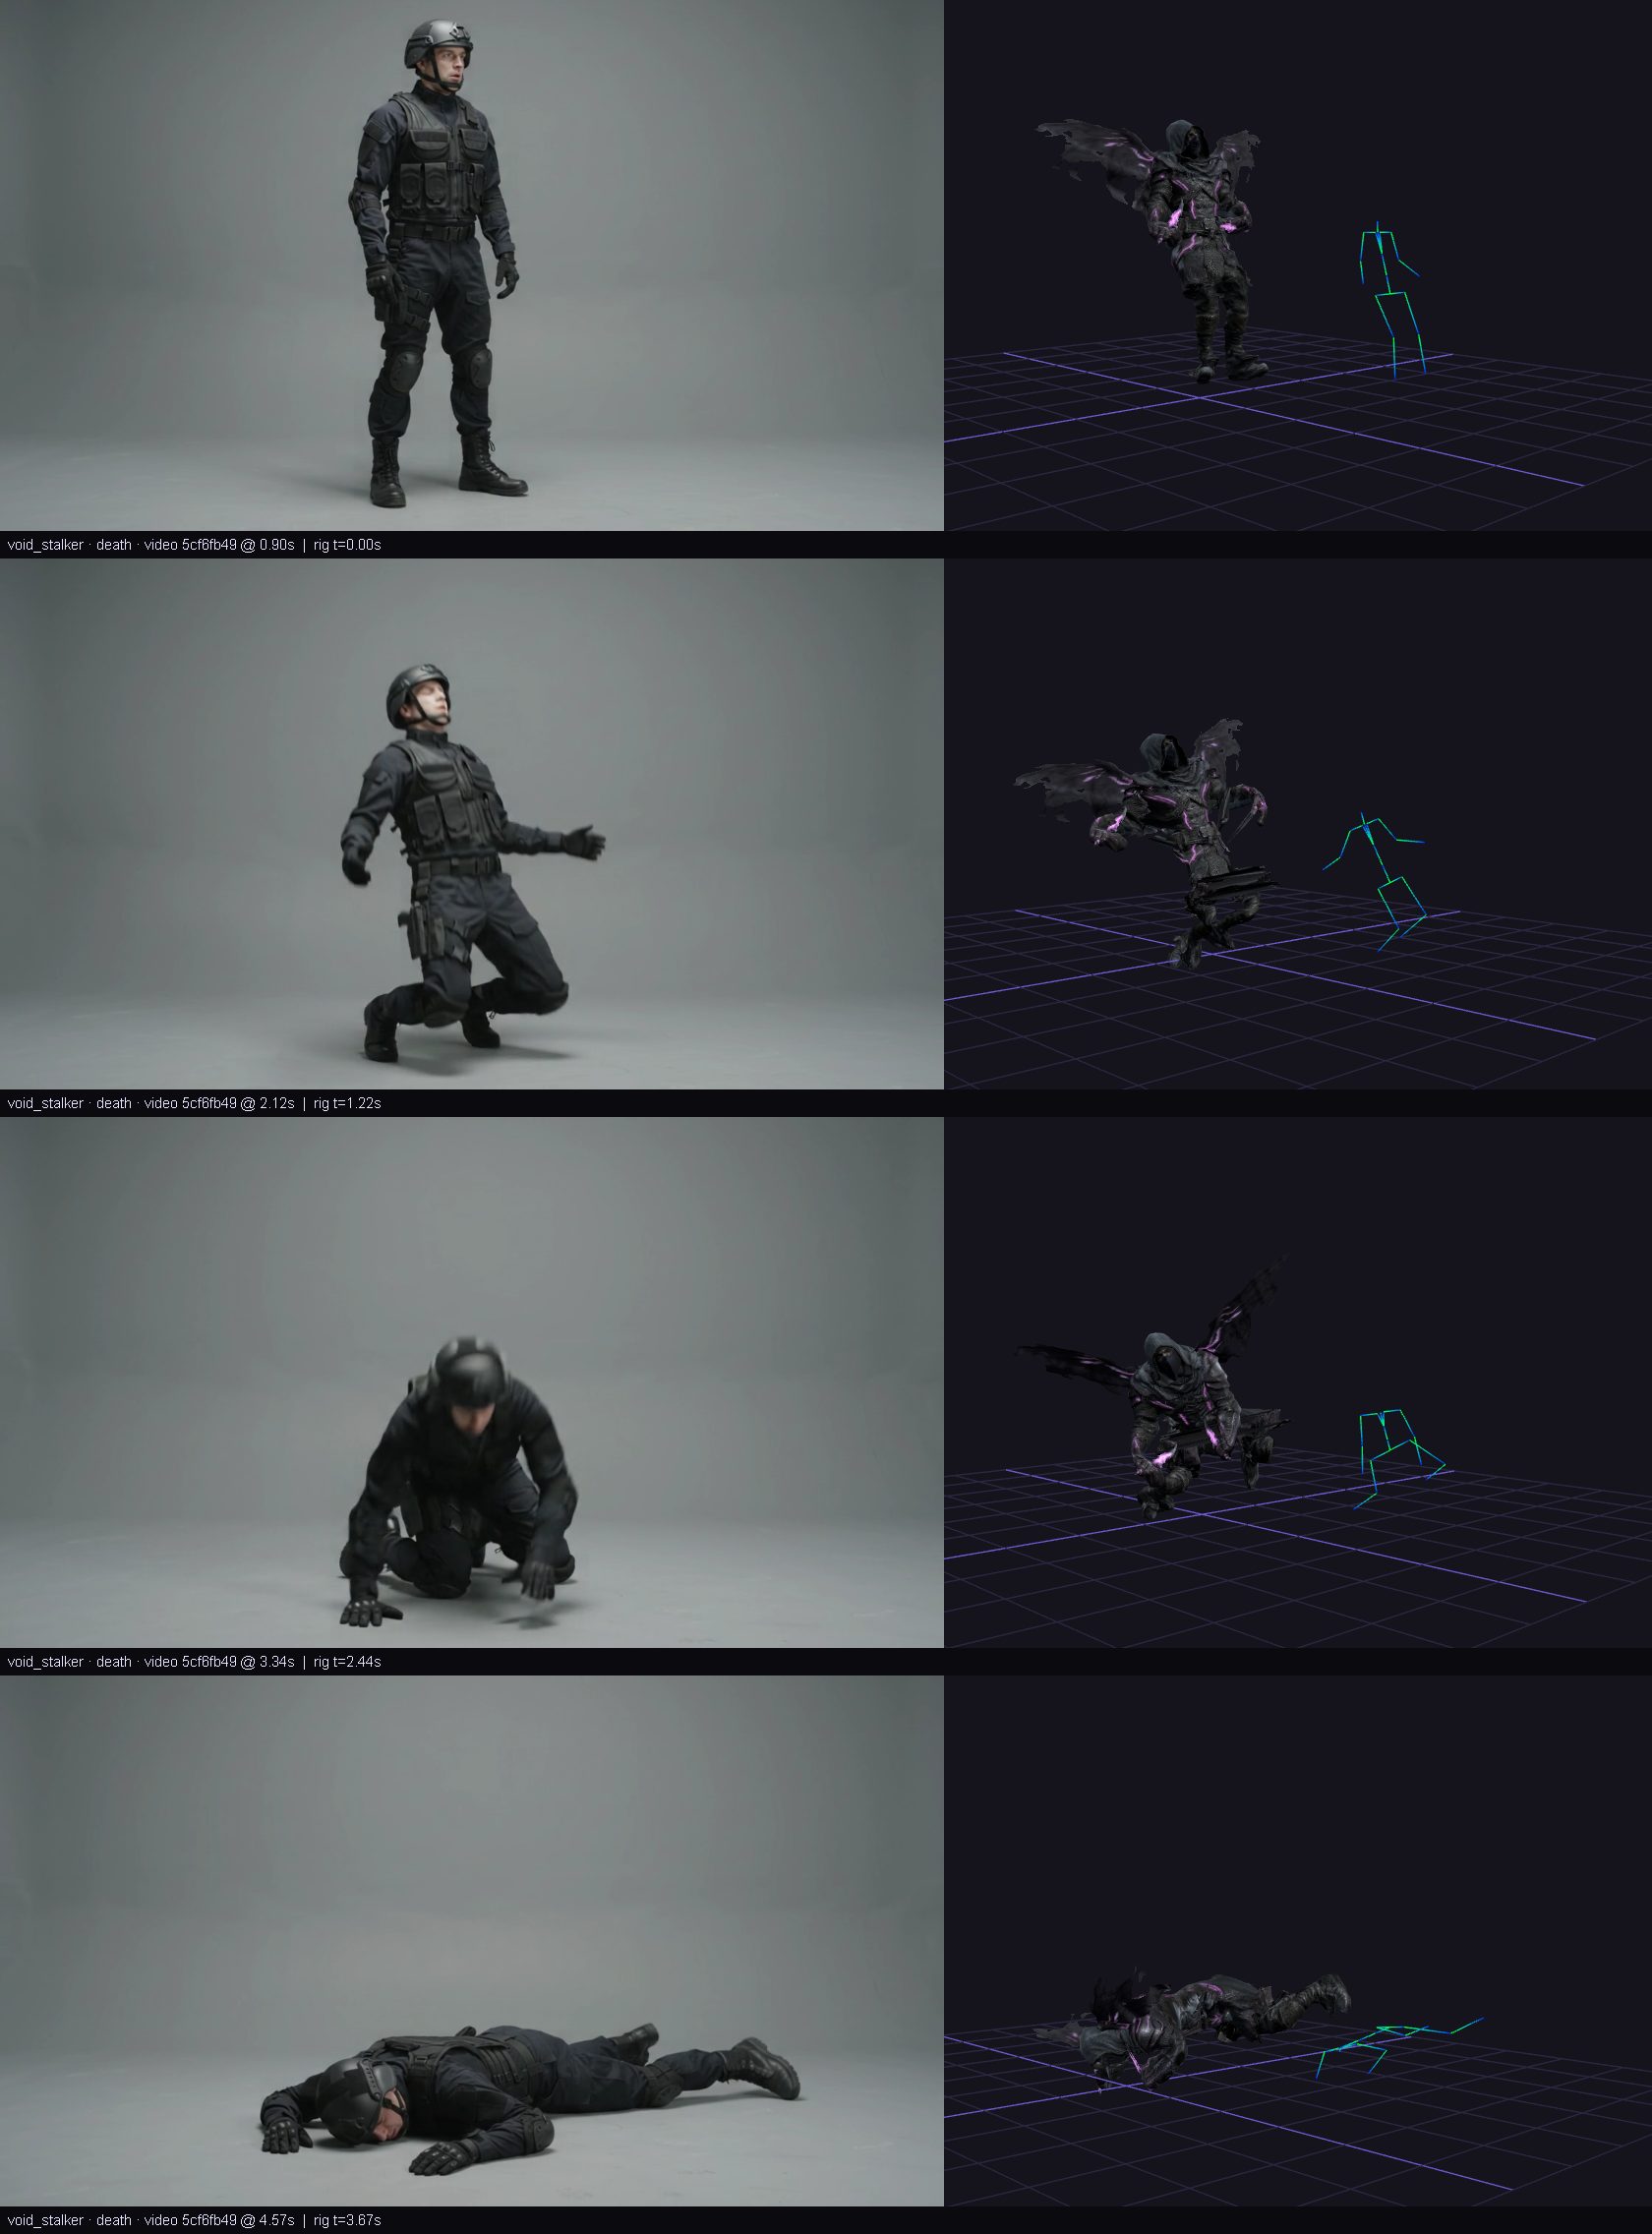 void_stalker · death · video 5cf6fb49 @ 0.90s | rig t=0.00s
void_stalker · death · video 5cf6fb49 @ 2.12s | rig t=1.22s
void_stalker · death · video 5cf6fb49 @ 3.34s | rig t=2.44s
void_stalker · death · video 5cf6fb49 @ 4.57s | rig t=3.67s